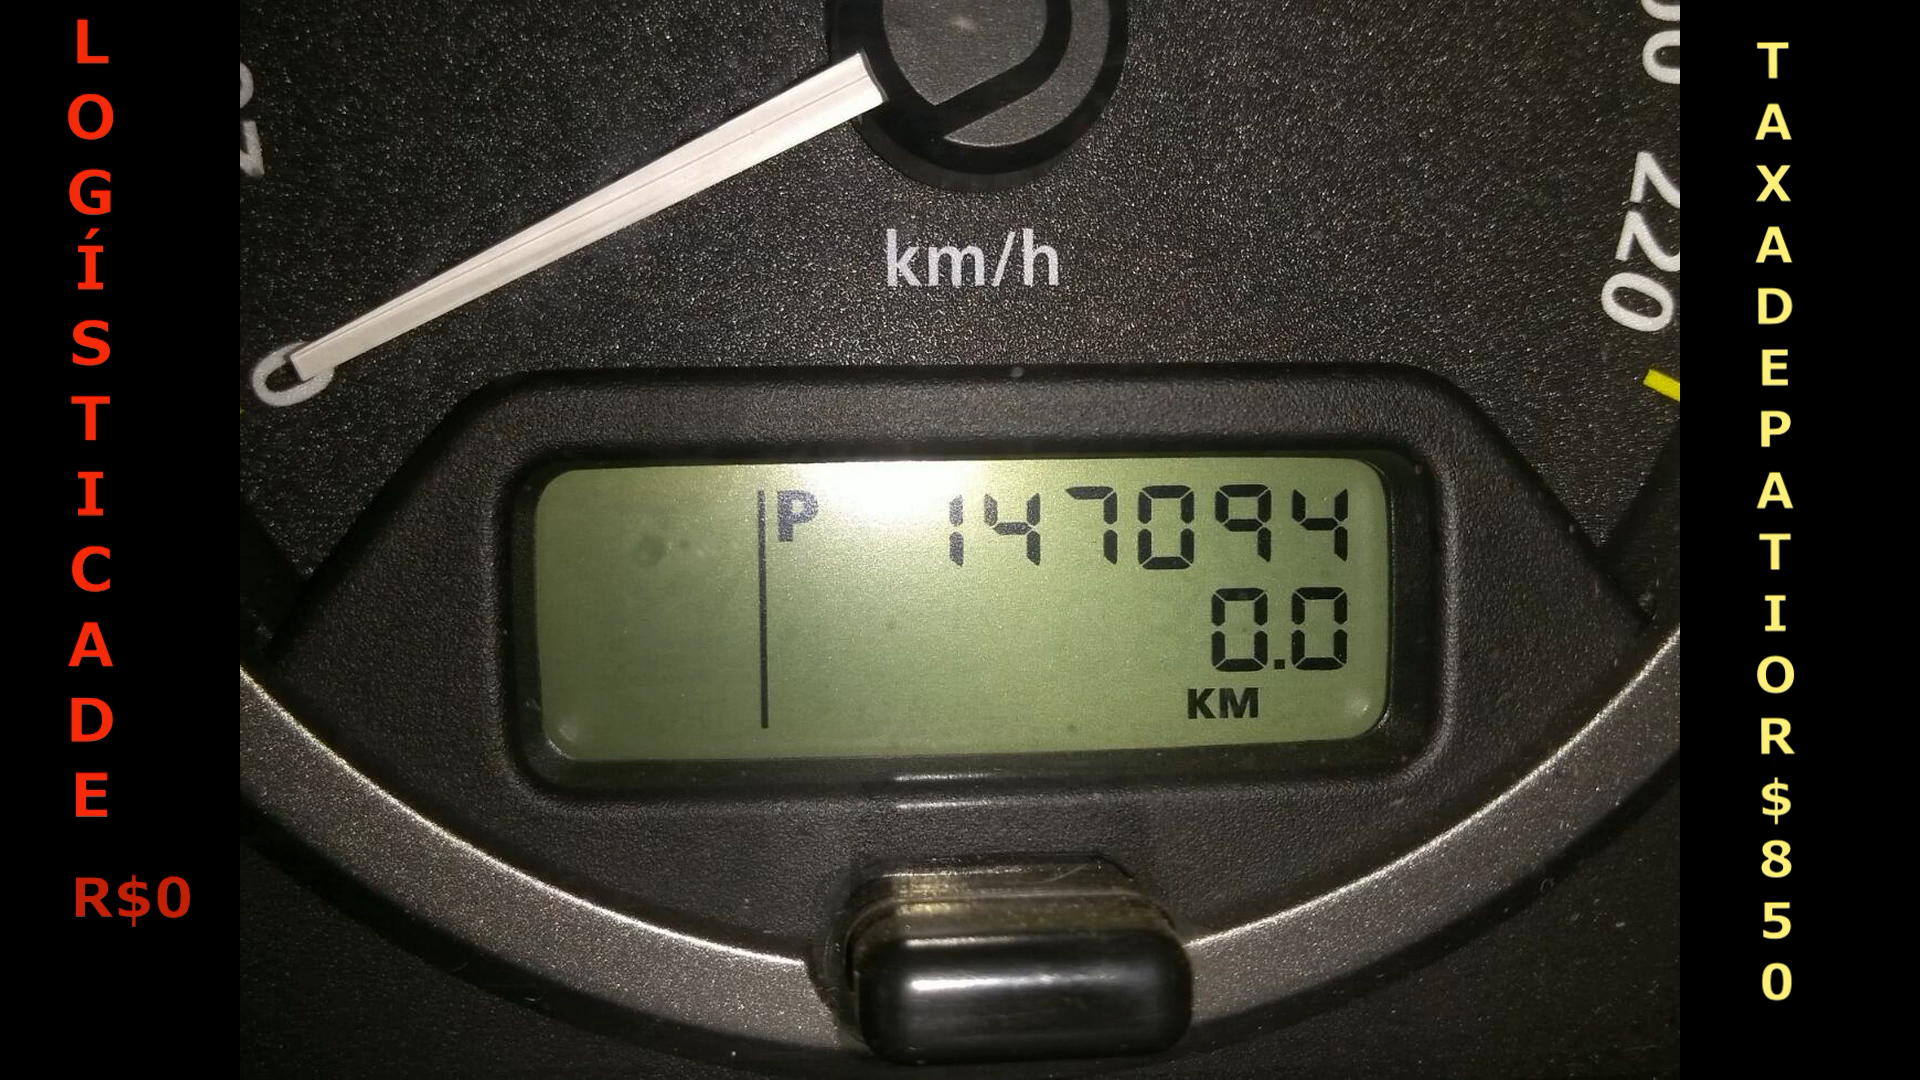 LOGÍSTICA DE
R$0
km/h
220
P 147094
0.0
KM
TAXA DE PATIO R$850